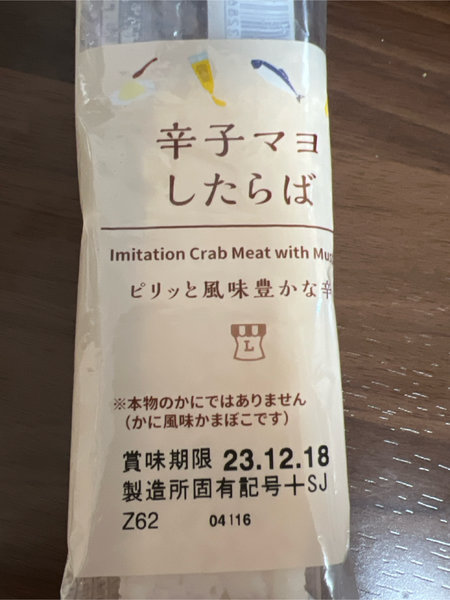 辛子マヨ
したらば
Imitation Crab Meat with
ピリッと風味豊かな辛
L
※本物のかにではありません
(かに風味かまぼこです)
賞味期限 23.12.18
製造所固有記号+SJ
Z62 04116